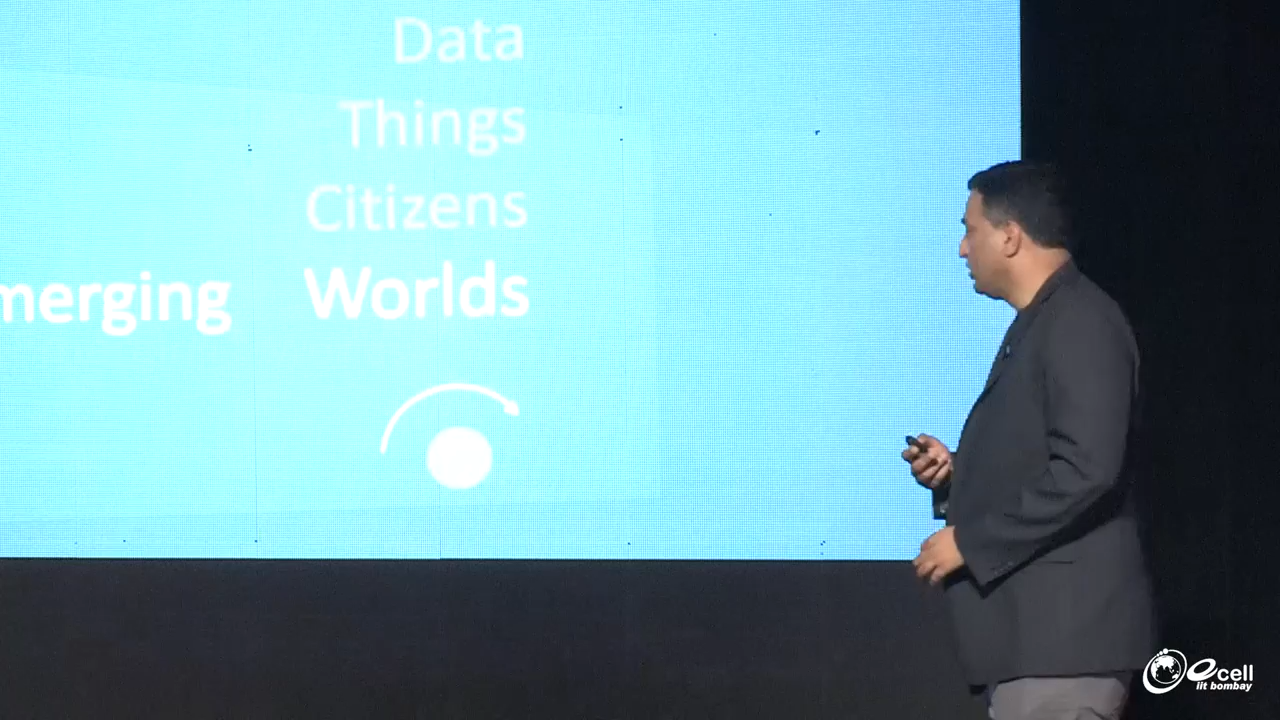 Data
Things
Citizens
merging Worlds
ecell
iit bombay